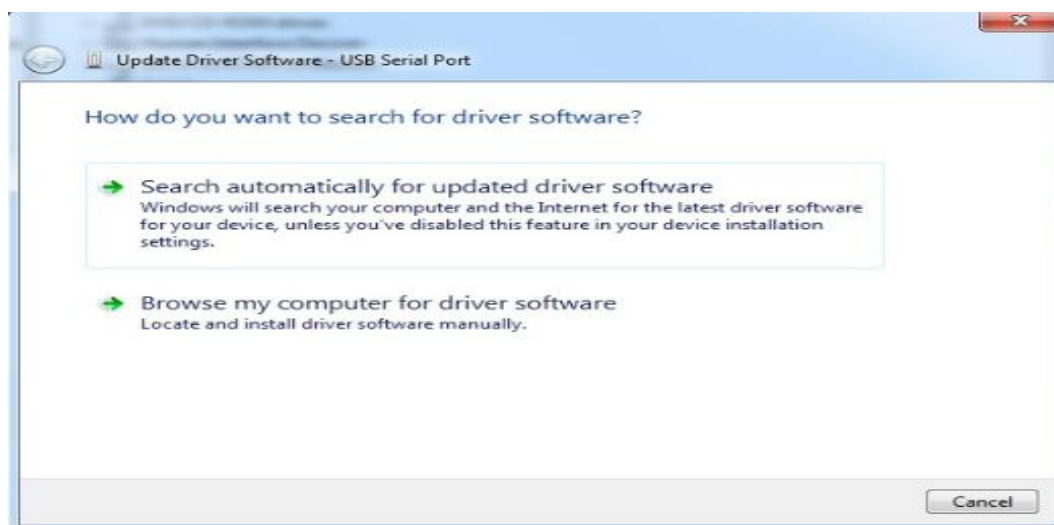 Update Driver Software - USB Serial Port
How do you want to search for driver software?
Search automatically for updated driver software
Windows will search your computer and the Internet for the latest driver software
for your device, unless you've disabled this feature in your device installation
settings.
Browse my computer for driver software
Locate and install driver software manually.
Cancel